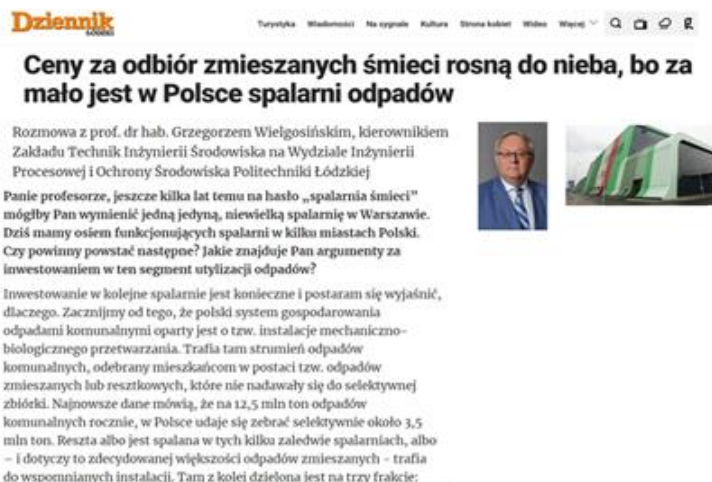 Dziennik
ŁÓDZKI
Turystyka Wiadomości Na sygnale Kultura Strona kobiet Wideo Więcej
Ceny za odbiór zmieszanych śmieci rosną do nieba, bo za
mało jest w Polsce spalarni odpadów
Rozmowa z prof. dr hab. Grzegorzem Wielgosińskim, kierownikiem
Zakładu Technik Inżynierii Środowiska na Wydziale Inżynierii
Procesowej i Ochrony Środowiska Politechniki Łódzkiej
Panie profesorze, jeszcze kilka lat temu na hasło „spalarnia śmieci”
mógłby Pan wymienić jedną jedyną, niewielką spalarnię w Warszawie.
Dziś mamy osiem funkcjonujących spalarni w kilku miastach Polski.
Czy powinny powstać następne? Jakie znajduje Pan argumenty za
inwestowaniem w ten segment utylizacji odpadów?
Inwestowanie w kolejne spalarnie jest konieczne i postaram się wyjaśnić,
dlaczego. Zacznijmy od tego, że polski system gospodarowania
odpadami komunalnymi oparty jest o tzw. instalacje mechaniczno-
biologicznego przetwarzania. Trafia tam strumień odpadów
komunalnych, odebrany mieszkańcom w postaci tzw. odpadów
zmieszanych lub resztkowych, które nie nadawały się do selektywnej
zbiórki. Najnowsze dane mówią, że na 12,5 mln ton odpadów
komunalnych rocznie, w Polsce udaje się zebrać selektywnie około 3,5
mln ton. Reszta albo jest spalana w tych kilku zaledwie spalarniach, albo
– i dotyczy to zdecydowanej większości odpadów zmieszanych - trafia
do wspomnianych instalacji. Tam z kolei dzielona jest na trzy frakcje: